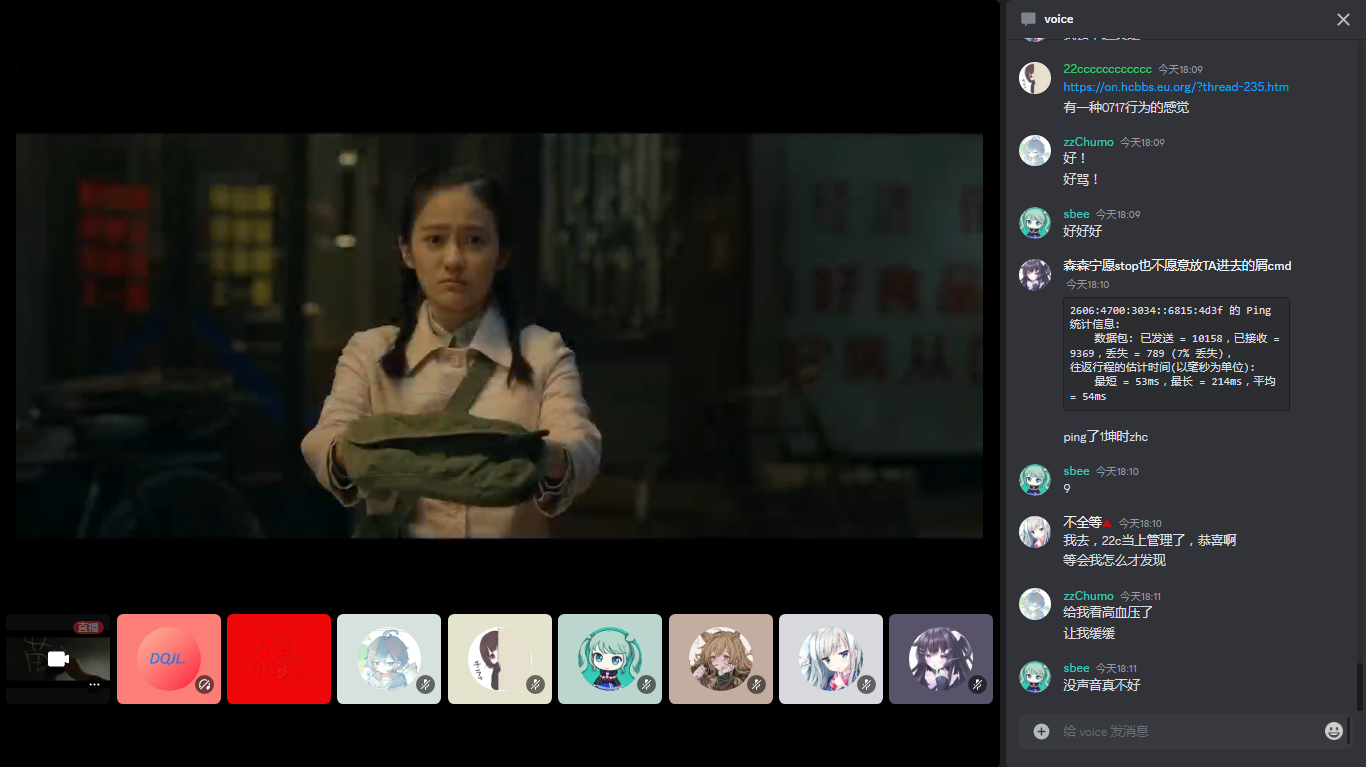 voice
22cccccccccccc 今天18:09
https://on.hcbbs.eu.org/?thread-235.htm
有一种0717行为的感觉
zzChumo 今天18:09
好！
好骂！
sbee 今天18:09
好好好
森森宁愿stop也不愿意放TA进去的屑cmd
今天18:10
2606:4700:3034::6815:4d3f 的 Ping
统计信息:
数据包: 已发送 = 10158，已接收 =
9369，丢失 = 789 (7% 丢失)，
往返行程的估计时间(以毫秒为单位):
最短 = 53ms，最长 = 214ms，平均
= 54ms
ping了1坤时zhc
sbee 今天18:10
9
不全等 今天18:10
我去，22c当上管理了，恭喜啊
等会我怎么才发现
zzChumo 今天18:11
给我看高血压了
让我缓缓
sbee 今天18:11
没声音真不好
给 voice 发消息
直播
DQJL.